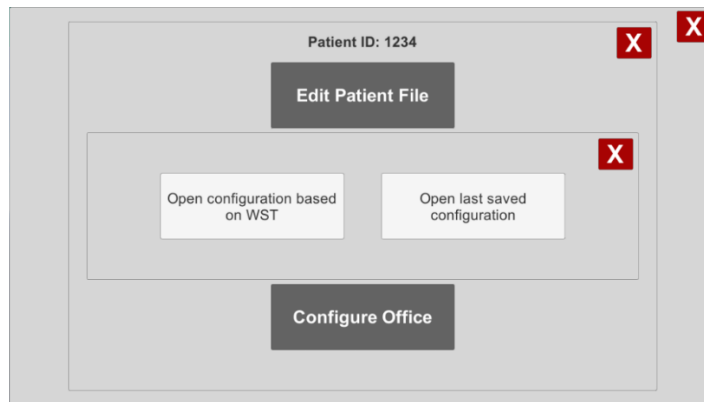 X
Patient ID: 1234
X
Edit Patient File
X
Open configuration based
on WST
Open last saved
configuration
Configure Office